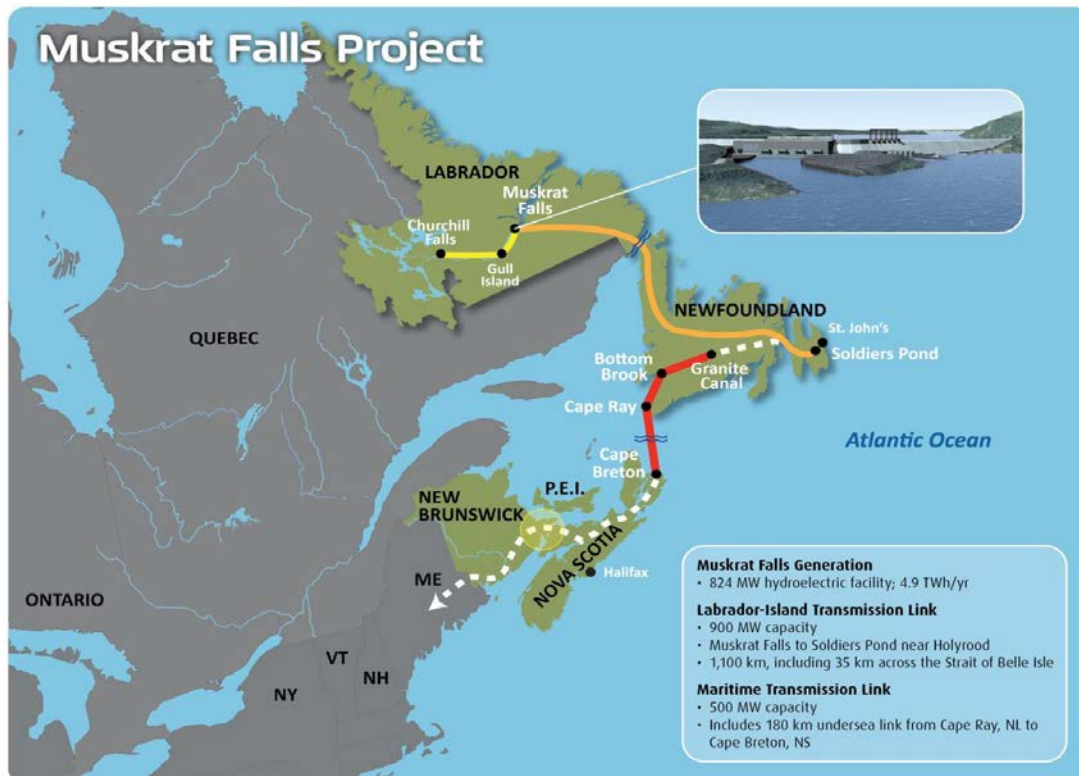 Muskrat Falls Project
LABRADOR
Muskrat
Falls
Churchill
Falls
Gull
Island
QUEBEC
NEWFOUNDLAND
St. John's
Soldiers Pond
Bottom
Brook
Granite
Canal
Cape Ray
Atlantic Ocean
Cape
Breton
P.E.I.
NEW
BRUNSWICK
NOVA SCOTIA
Halifax
ME
ONTARIO
VT
NH
NY
Muskrat Falls Generation
• 824 MW hydroelectric facility; 4.9 TWh/yr
Labrador-Island Transmission Link
• 900 MW capacity
• Muskrat Falls to Soldiers Pond near Holyrood
• 1,100 km, including 35 km across the Strait of Belle Isle
Maritime Transmission Link
• 500 MW capacity
• Includes 180 km undersea link from Cape Ray, NL to
Cape Breton, NS